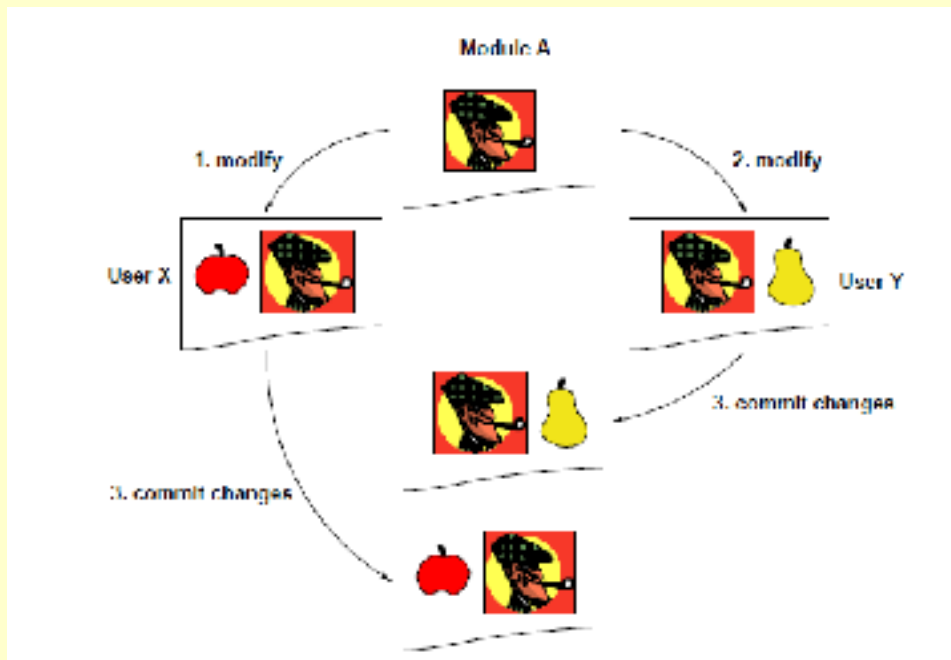 Module A
1. modify
2. modify
User X
User Y
3. commit changes
3. commit changes